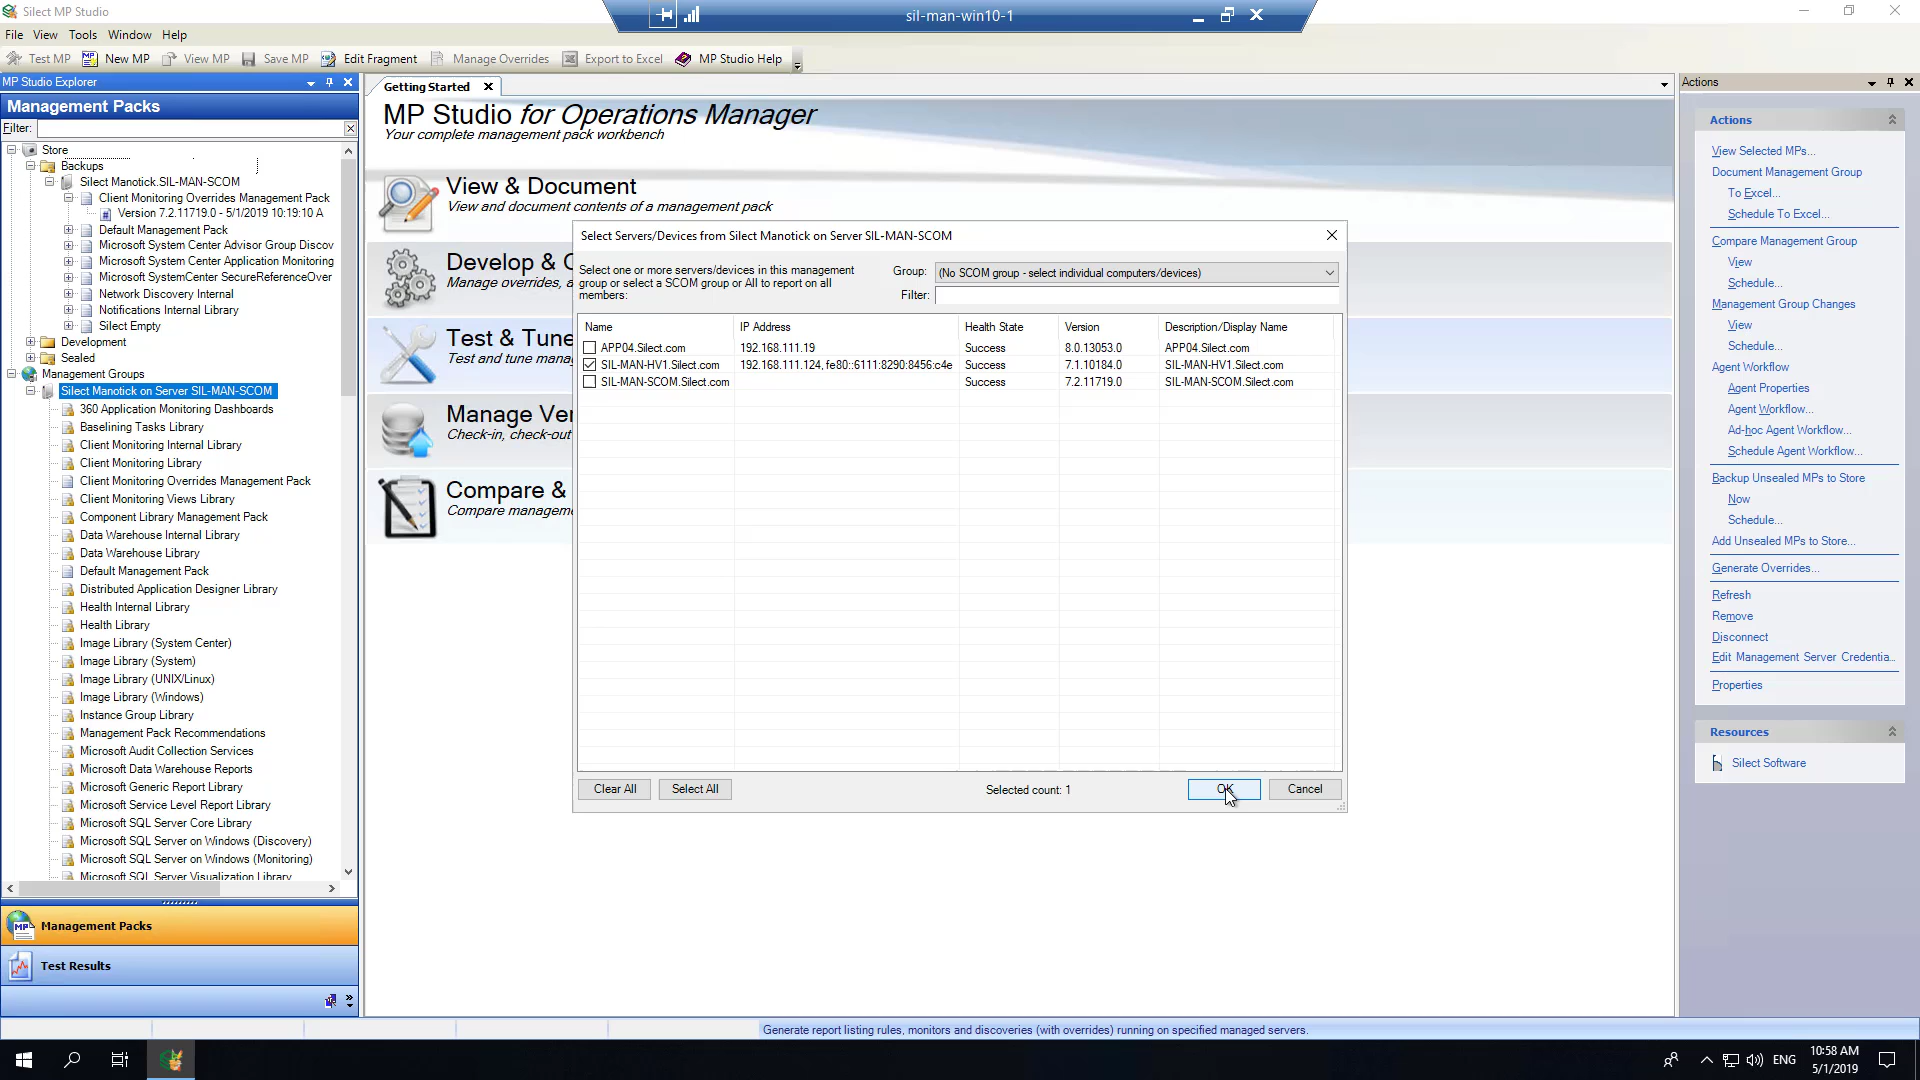 Silect MP Studio
sil-man-win10-1
File View Tools Window Help
Test MP New MP View MP Save MP Edit Fragment Manage Overrides Export to Excel MP Studio Help
MP Studio Explorer
Management Packs
Filter:
Store
Backups
Silect Manotick.SIL-MAN-SCOM
Client Monitoring Overrides Management Pack
Version 7.2.11719.0 - 5/1/2019 10:19:10 A
Default Management Pack
Microsoft System Center Advisor Group Discov
Microsoft System Center Application Monitoring
Microsoft SystemCenter SecureReferenceOver
Network Discovery Internal
Notifications Internal Library
Silect Empty
Development
Sealed
Management Groups
Silect Manotick on Server SIL-MAN-SCOM
360 Application Monitoring Dashboards
Baselining Tasks Library
Client Monitoring Internal Library
Client Monitoring Library
Client Monitoring Overrides Management Pack
Client Monitoring Views Library
Component Library Management Pack
Data Warehouse Internal Library
Data Warehouse Library
Default Management Pack
Distributed Application Designer Library
Health Internal Library
Health Library
Image Library (System Center)
Image Library (System)
Image Library (UNIX/Linux)
Image Library (Windows)
Instance Group Library
Management Pack Recommendations
Microsoft Audit Collection Services
Microsoft Data Warehouse Reports
Microsoft Generic Report Library
Microsoft Service Level Report Library
Microsoft SQL Server Core Library
Microsoft SQL Server on Windows (Discovery)
Microsoft SQL Server on Windows (Monitoring)
Microsoft SQL Server Visualization Library
MP Management Packs
Test Results
Getting Started
MP Studio for Operations Manager
Your complete management pack workbench
View & Document
View and document contents of a management pack
Develop & C
Manage overrides, a
Test & Tune
Test and tune mana
Manage Ver
Check-in, check-out
Compare &
Compare manageme
Select Servers/Devices from Silect Manotick on Server SIL-MAN-SCOM
Select one or more servers/devices in this management
group or select a SCOM group or All to report on all
members:
Group: (No SCOM group - select individual computers/devices)
Filter:
Name IP Address Health State Version Description/Display Name
APP04.Silect.com 192.168.111.19 Success 8.0.13053.0 APP04.Silect.com
SIL-MAN-HV1.Silect.com 192.168.111.124, fe80::6111:8290:8456:c4e Success 7.1.10184.0 SIL-MAN-HV1.Silect.com
SIL-MAN-SCOM.Silect.com Success 7.2.11719.0 SIL-MAN-SCOM.Silect.com
Clear All Select All Selected count: 1 OK Cancel
Actions
Actions
View Selected MPs...
Document Management Group
To Excel...
Schedule To Excel...
Compare Management Group
View
Schedule...
Management Group Changes
View
Schedule...
Agent Workflow
Agent Properties
Agent Workflow...
Ad-hoc Agent Workflow...
Schedule Agent Workflow...
Backup Unsealed MPs to Store
Now
Schedule...
Add Unsealed MPs to Store...
Generate Overrides...
Refresh
Remove
Disconnect
Edit Management Server Credentia...
Properties
Resources
Silect Software
Generate report listing rules, monitors and discoveries (with overrides) running on specified managed servers.
ENG
10:58 AM
5/1/2019